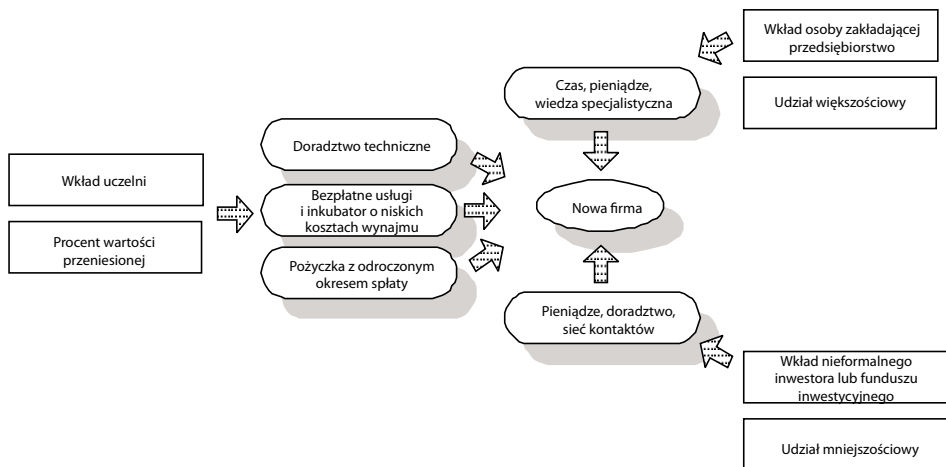 Wkład osoby zakładającej
przedsiębiorstwo
Czas, pieniądze,
wiedza specjalistyczna
Udział większościowy
Doradztwo techniczne
Wkład uczelni
Bezpłatne usługi
i inkubator o niskich
kosztach wynajmu
Nowa firma
Procent wartości
przeniesionej
Pożyczka z odroczonym
okresem spłaty
Pieniądze, doradztwo,
sieć kontaktów
Wkład nieformalnego
inwestora lub funduszu
inwestycyjnego
Udział mniejszościowy